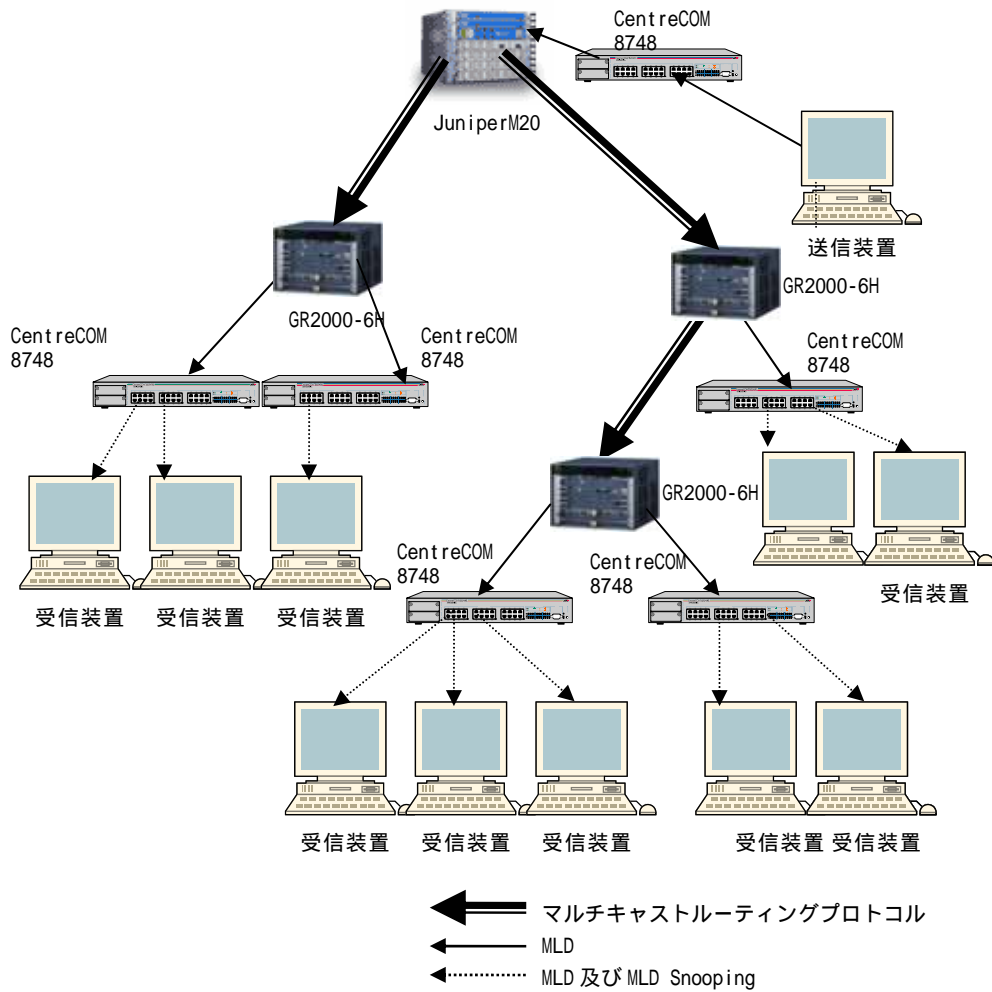 CentreCOM
8748
JuniperM20
送信装置
GR2000-6H
GR2000-6H
CentreCOM
8748
CentreCOM
8748
CentreCOM
8748
GR2000-6H
CentreCOM
8748
CentreCOM
8748
受信装置
受信装置
受信装置
受信装置
受信装置
受信装置
受信装置
受信装置 受信装置
マルチキャストルーティングプロトコル
MLD
MLD 及び MLD Snooping